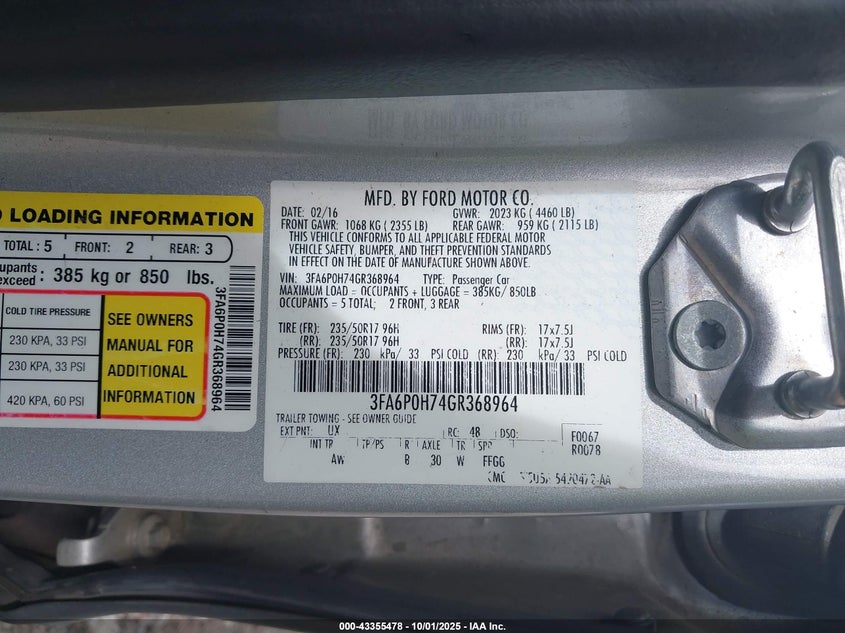 O LOADING INFORMATION
TOTAL : 5 FRONT: 2 REAR: 3
upants
exceed : 385 kg or 850 lbs.
COLD TIRE PRESSURE
230 KPA, 33 PSI
230 KPA, 33 PSI
420 KPA, 60 PSI
SEE OWNERS
MANUAL FOR
ADDITIONAL
INFORMATION
3FA6P0H74GR368964
MFD. BY FORD MOTOR CO.
DATE: 02/16 GVWR: 2023 KG ( 4460 LB)
FRONT GAWR: 1068 KG ( 2355 LB) REAR GAWR: 959 KG ( 2115 LB)
THIS VEHICLE CONFORMS TO ALL APPLICABLE FEDERAL MOTOR
VEHICLE SAFETY, BUMPER, AND THEFT PREVENTION STANDARDS
IN EFFECT ON THE DATE OF MANUFACTURE SHOWN ABOVE.
VIN: 3FA6P0H74GR368964 TYPE: Passenger Car
MAXIMUM LOAD = OCCUPANTS + LUGGAGE = 385KG/ 850LB
OCCUPANTS = 5 TOTAL; 2 FRONT, 3 REAR
TIRE (FR): 235/50R17 96H RIMS (FR): 17x7.5J
(RR): 235/50R17 96H (RR): 17x7.5J
PRESSURE (FR): 230 kPa/ 33 PSI COLD (RR): 230 kPa/ 33 PSI COLD
3FA6P0H74GR368964
TRAILER TOWING - SEE OWNER GUIDE
EXT PNT: UX RC: 48 DSO: F0067
INT TR TP/PS R AXLE TR SPR R0078
AW B 30 W FFGG
000-43355478 - 10/01/2025 - IAA Inc.